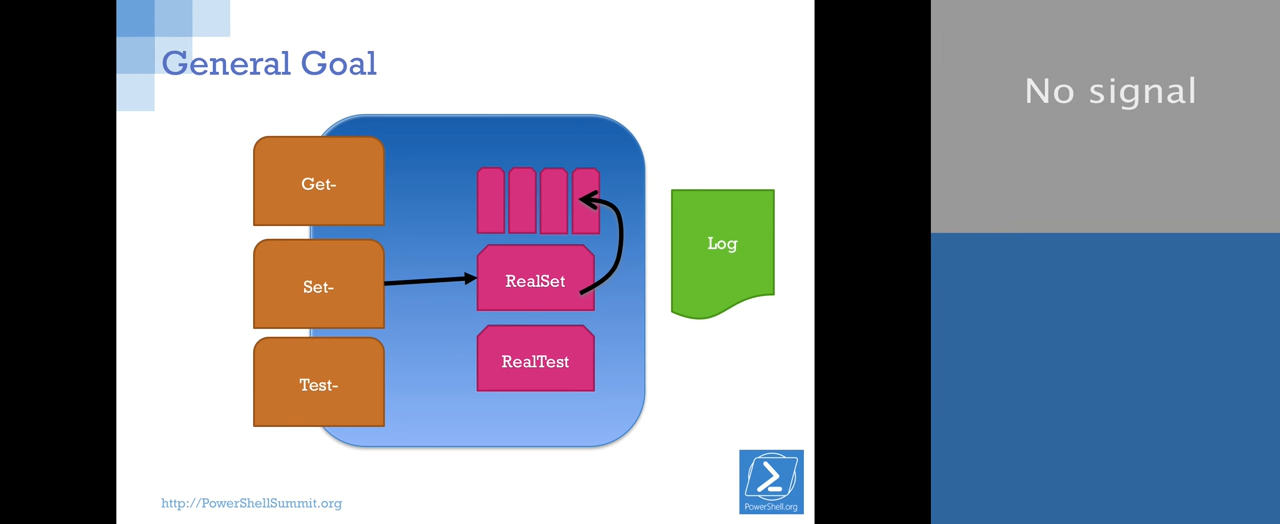 General Goal
Get-
Set-
Test-
RealSet
RealTest
Log
http://PowerShellSummit.org
PowerShell.org
No signal